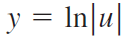 y = ln|u|